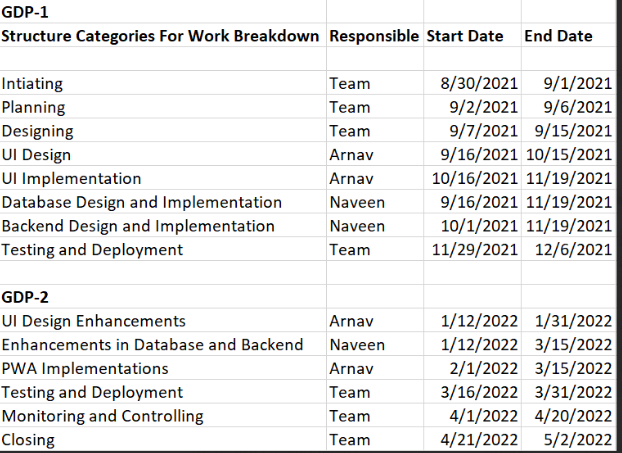 GDP-1
Structure Categories For Work Breakdown Responsible Start Date End Date
Intiating Team 8/30/2021 9/1/2021
Planning Team 9/2/2021 9/6/2021
Designing Team 9/7/2021 9/15/2021
UI Design Arnav 9/16/2021 10/15/2021
UI Implementation Arnav 10/16/2021 11/19/2021
Database Design and Implementation Naveen 9/16/2021 11/19/2021
Backend Design and Implementation Naveen 10/1/2021 11/19/2021
Testing and Deployment Team 11/29/2021 12/6/2021
GDP-2
UI Design Enhancements Arnav 1/12/2022 1/31/2022
Enhancements in Database and Backend Naveen 1/12/2022 3/15/2022
PWA Implementations Arnav 2/1/2022 3/15/2022
Testing and Deployment Team 3/16/2022 3/31/2022
Monitoring and Controlling Team 4/1/2022 4/20/2022
Closing Team 4/21/2022 5/2/2022